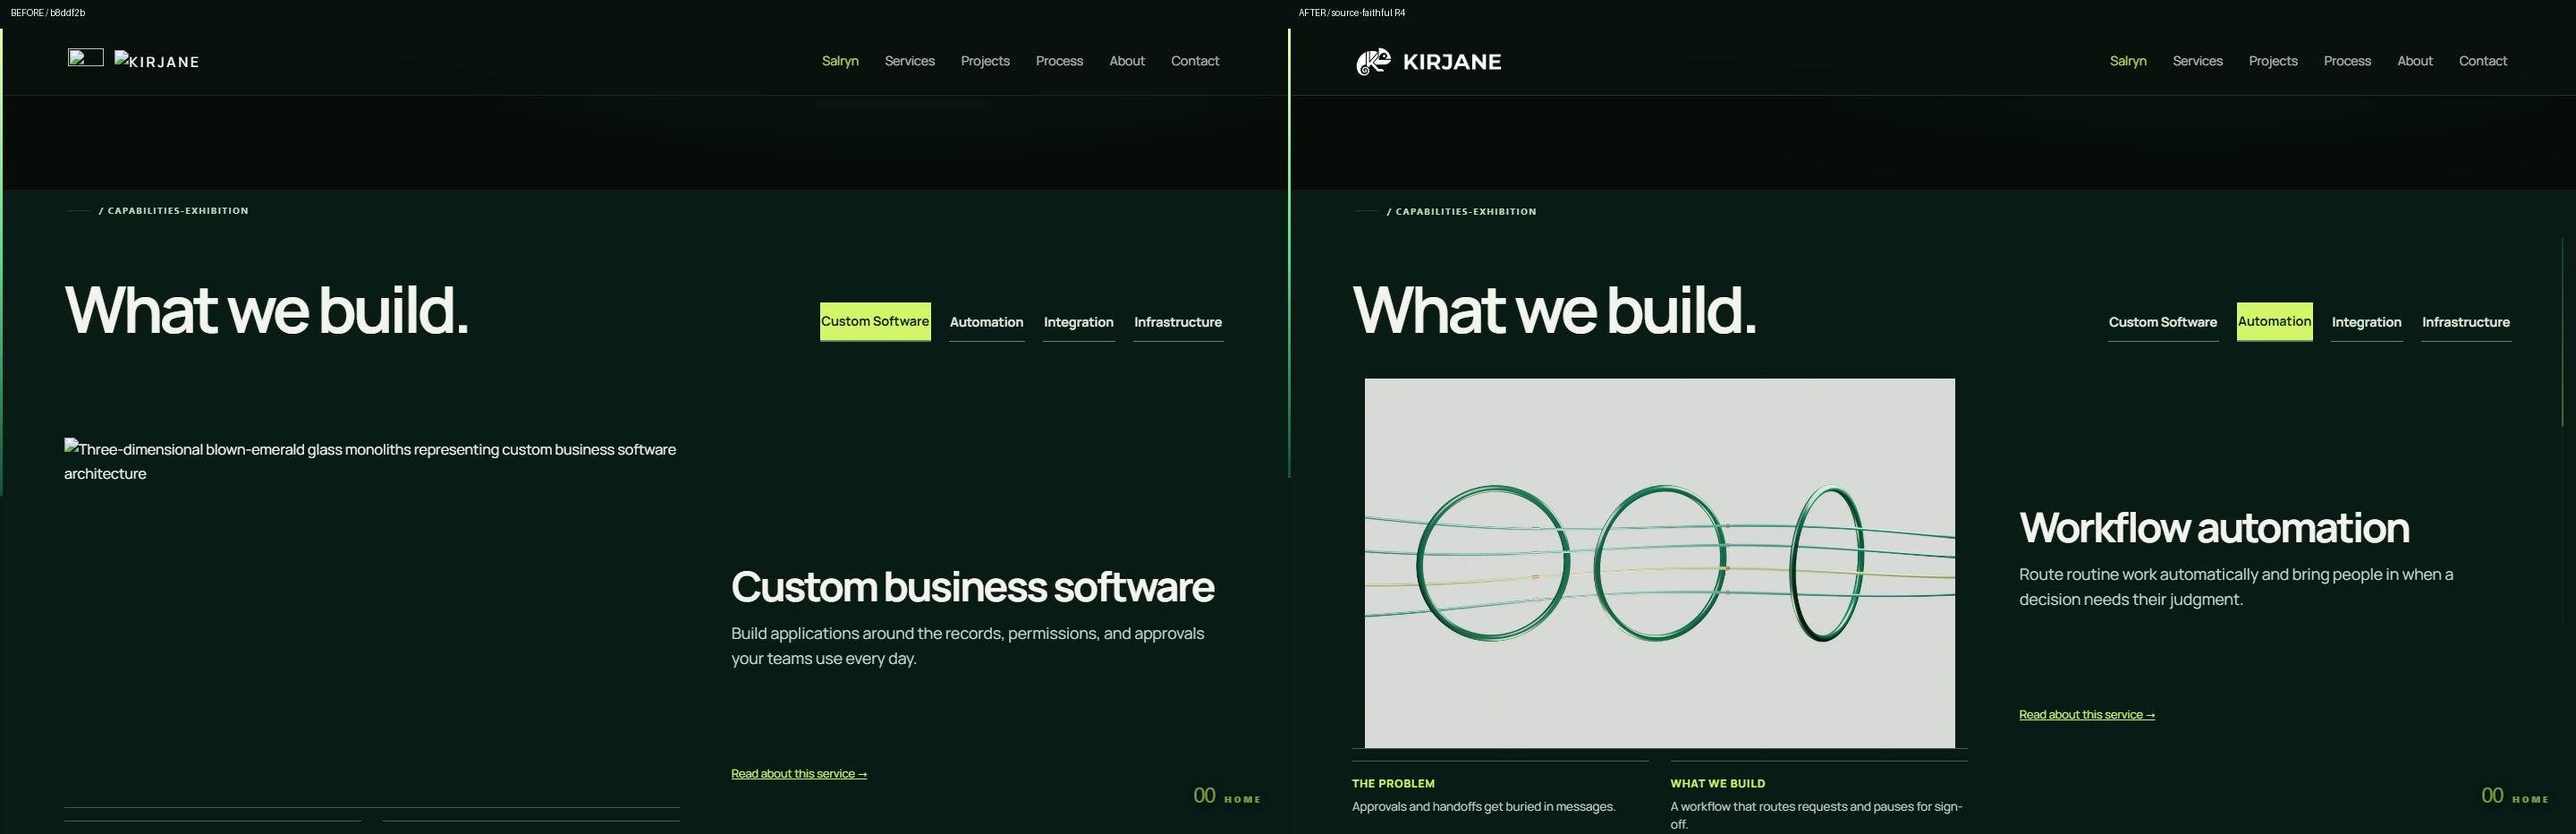 BEFORE / b8ddf2b
KIRJANE
Salryn Services Projects Process About Contact
/ CAPABILITIES-EXHIBITION
What we build.
Custom Software Automation Integration Infrastructure
Three-dimensional blown-emerald glass monoliths representing custom business software
architecture
Custom business software
Build applications around the records, permissions, and approvals
your teams use every day.
Read about this service →
00 HOME
AFTER / source-faithful R4
KIRJANE
Salryn Services Projects Process About Contact
/ CAPABILITIES-EXHIBITION
What we build.
Custom Software Automation Integration Infrastructure
Workflow automation
Route routine work automatically and bring people in when a
decision needs their judgment.
Read about this service →
THE PROBLEM
Approvals and handoffs get buried in messages.
WHAT WE BUILD
A workflow that routes requests and pauses for sign-
off.
00 HOME